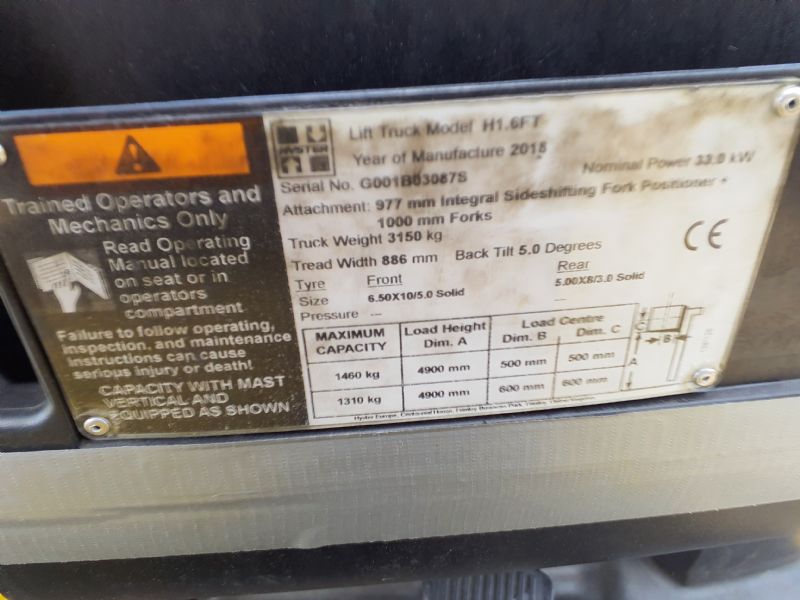 Trained Operators and
Mechanics Only
Read Operating
Manual located
on seat or in
operators
compartment
Failure to follow operating,
inspection, and maintenance
instructions can cause
serious injury or death!
CAPACITY WITH MAST
VERTICAL AND
EQUIPPED AS SHOWN
HYSTER
Lift Truck Model H1.6FT
Year of Manufacture 2018
Nominal Power 33.0 kW
Serial No. G001B03087S
Attachment: 977 mm Integral Sideshifting Fork Positioner +
1000 mm Forks
Truck Weight 3150 kg
CE
Tread Width 886 mm Back Tilt 5.0 Degrees
Tyre Front Rear
Size 6.50X10/5.0 Solid 5.00X8/3.0 Solid
Pressure --- ---
MAXIMUM CAPACITY Load Height Dim. A Load Centre Dim. B Dim. C
1460 kg 4900 mm 500 mm 500 mm
1310 kg 4900 mm 600 mm 600 mm
C
B
A